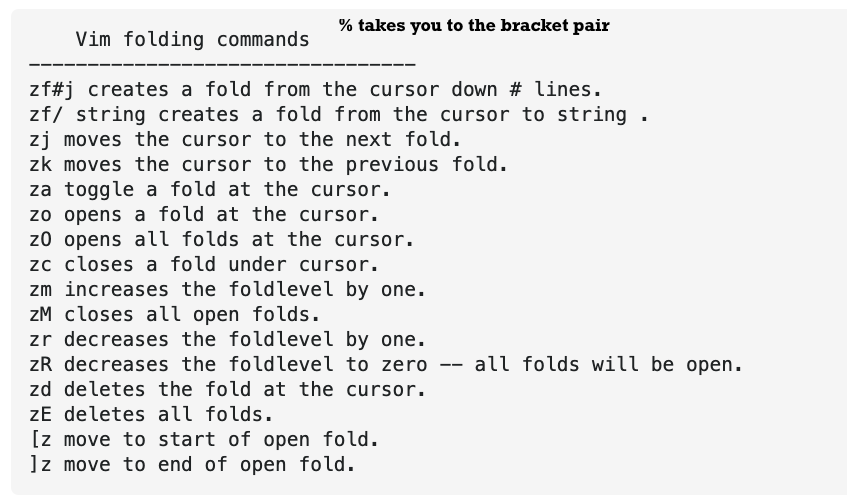 % takes you to the bracket pair
Vim folding commands
---------------------------------
zf#j creates a fold from the cursor down # lines.
zf/ string creates a fold from the cursor to string .
zj moves the cursor to the next fold.
zk moves the cursor to the previous fold.
za toggle a fold at the cursor.
zo opens a fold at the cursor.
zO opens all folds at the cursor.
zc closes a fold under cursor.
zm increases the foldlevel by one.
zM closes all open folds.
zr decreases the foldlevel by one.
zR decreases the foldlevel to zero -- all folds will be open.
zd deletes the fold at the cursor.
zE deletes all folds.
[z move to start of open fold.
]z move to end of open fold.